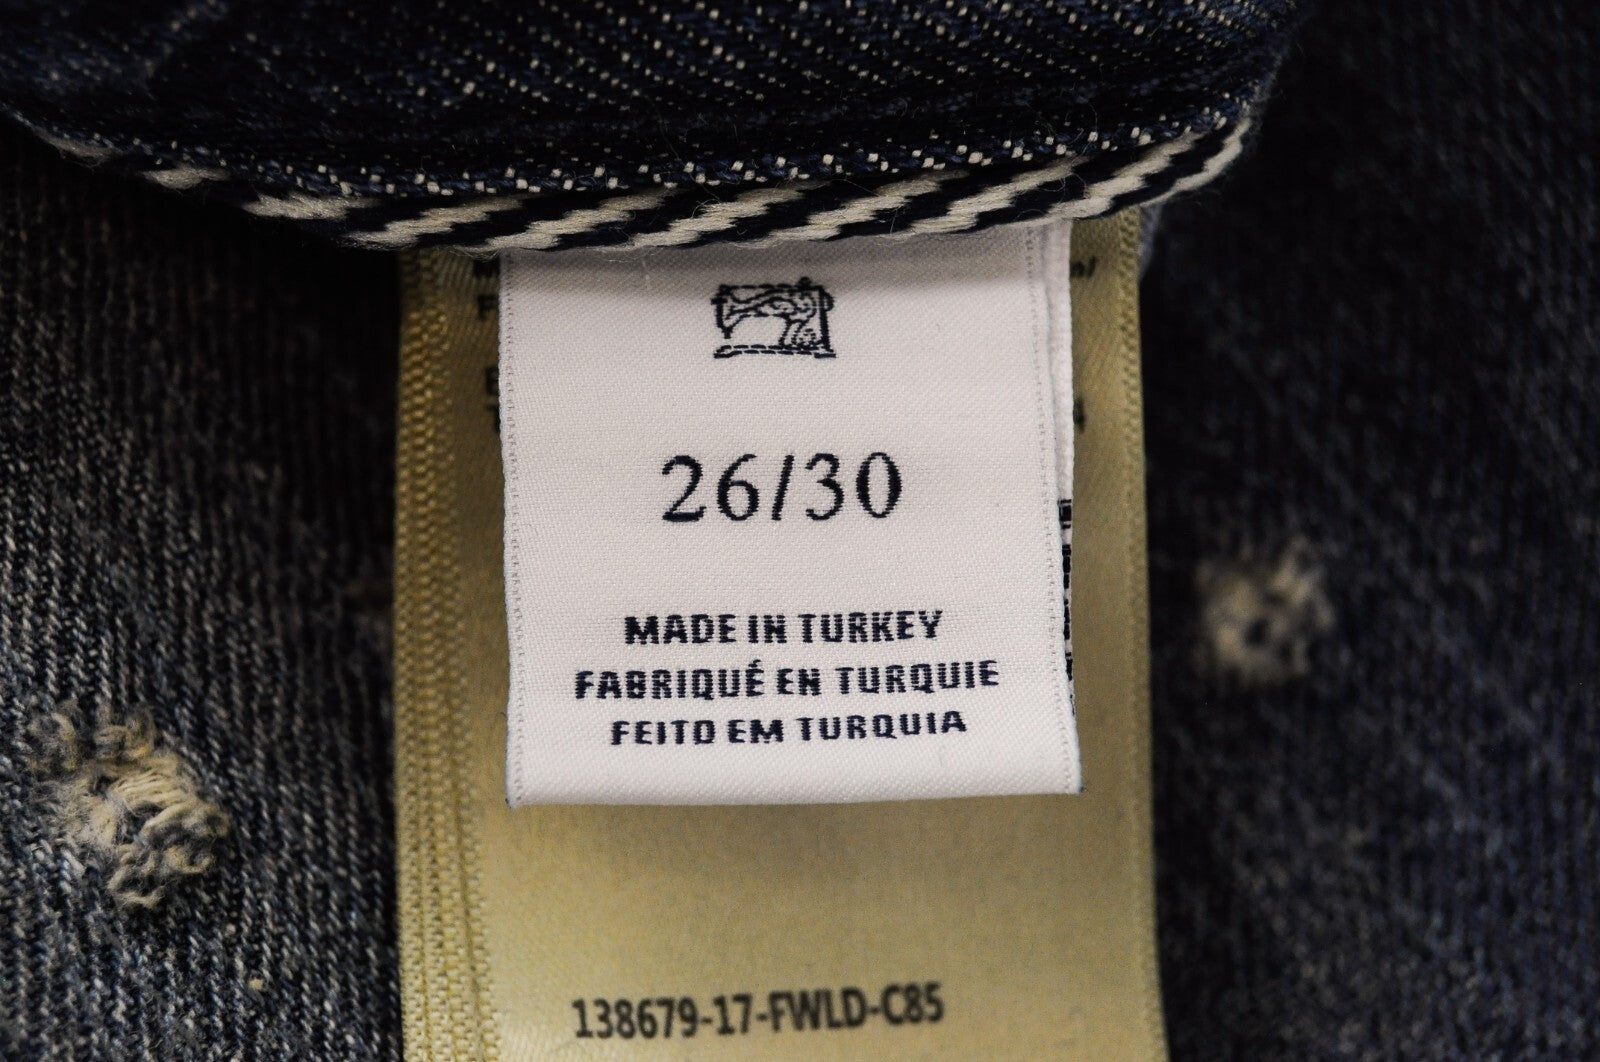 26/30
MADE IN TURKEY
FABRIQUÉ EN TURQUIE
FEITO EM TURQUIA
138679-17-FWLD-C85